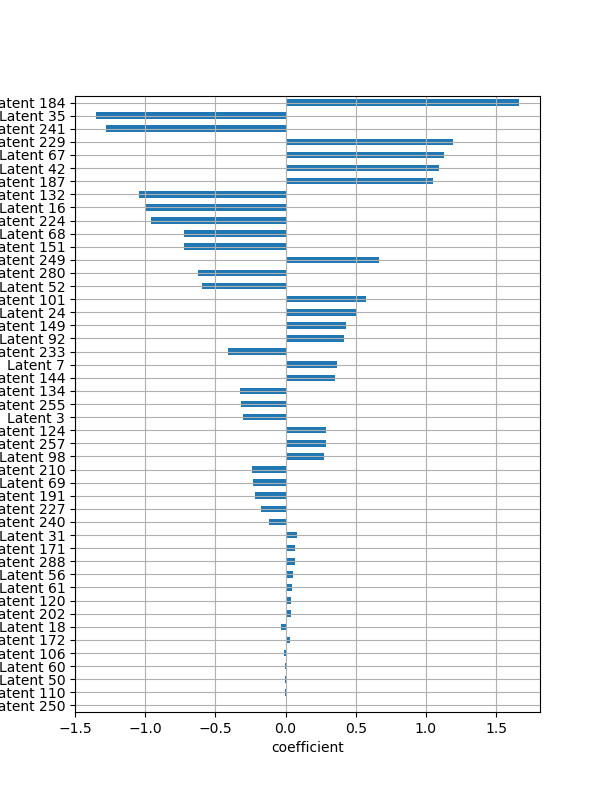 atent 184
Latent 35
atent 241
atent 229
Latent 67
Latent 42
atent 187
atent 132
Latent 16
atent 224
Latent 68
atent 151
atent 249
atent 280
Latent 52
atent 101
Latent 24
atent 149
Latent 92
atent 233
Latent 7
atent 144
atent 134
atent 255
Latent 3
atent 124
atent 257
Latent 98
atent 210
Latent 69
atent 191
atent 227
atent 240
Latent 31
atent 171
atent 288
Latent 56
Latent 61
atent 120
atent 202
Latent 18
atent 172
atent 106
Latent 60
Latent 50
atent 110
atent 250
−1.5 −1.0 −0.5 0.0 0.5 1.0 1.5
coefficient